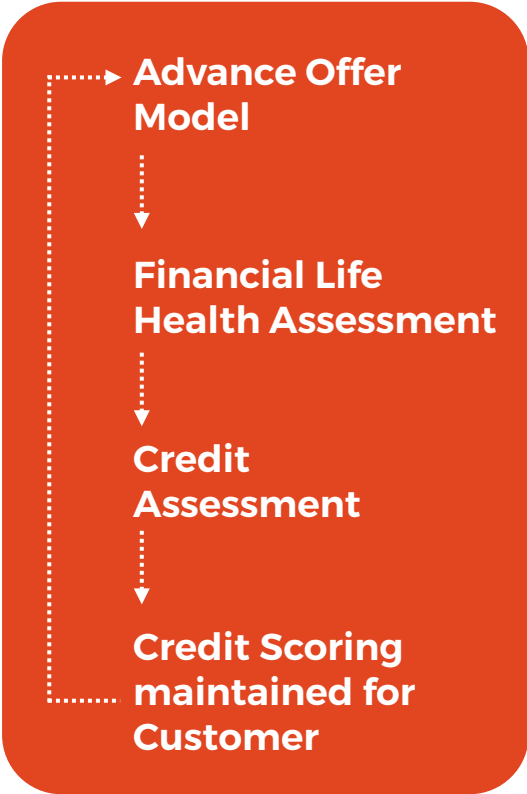 Advance Offer
Model
Financial Life
Health Assessment
Credit
Assessment
Credit Scoring
maintained for
Customer